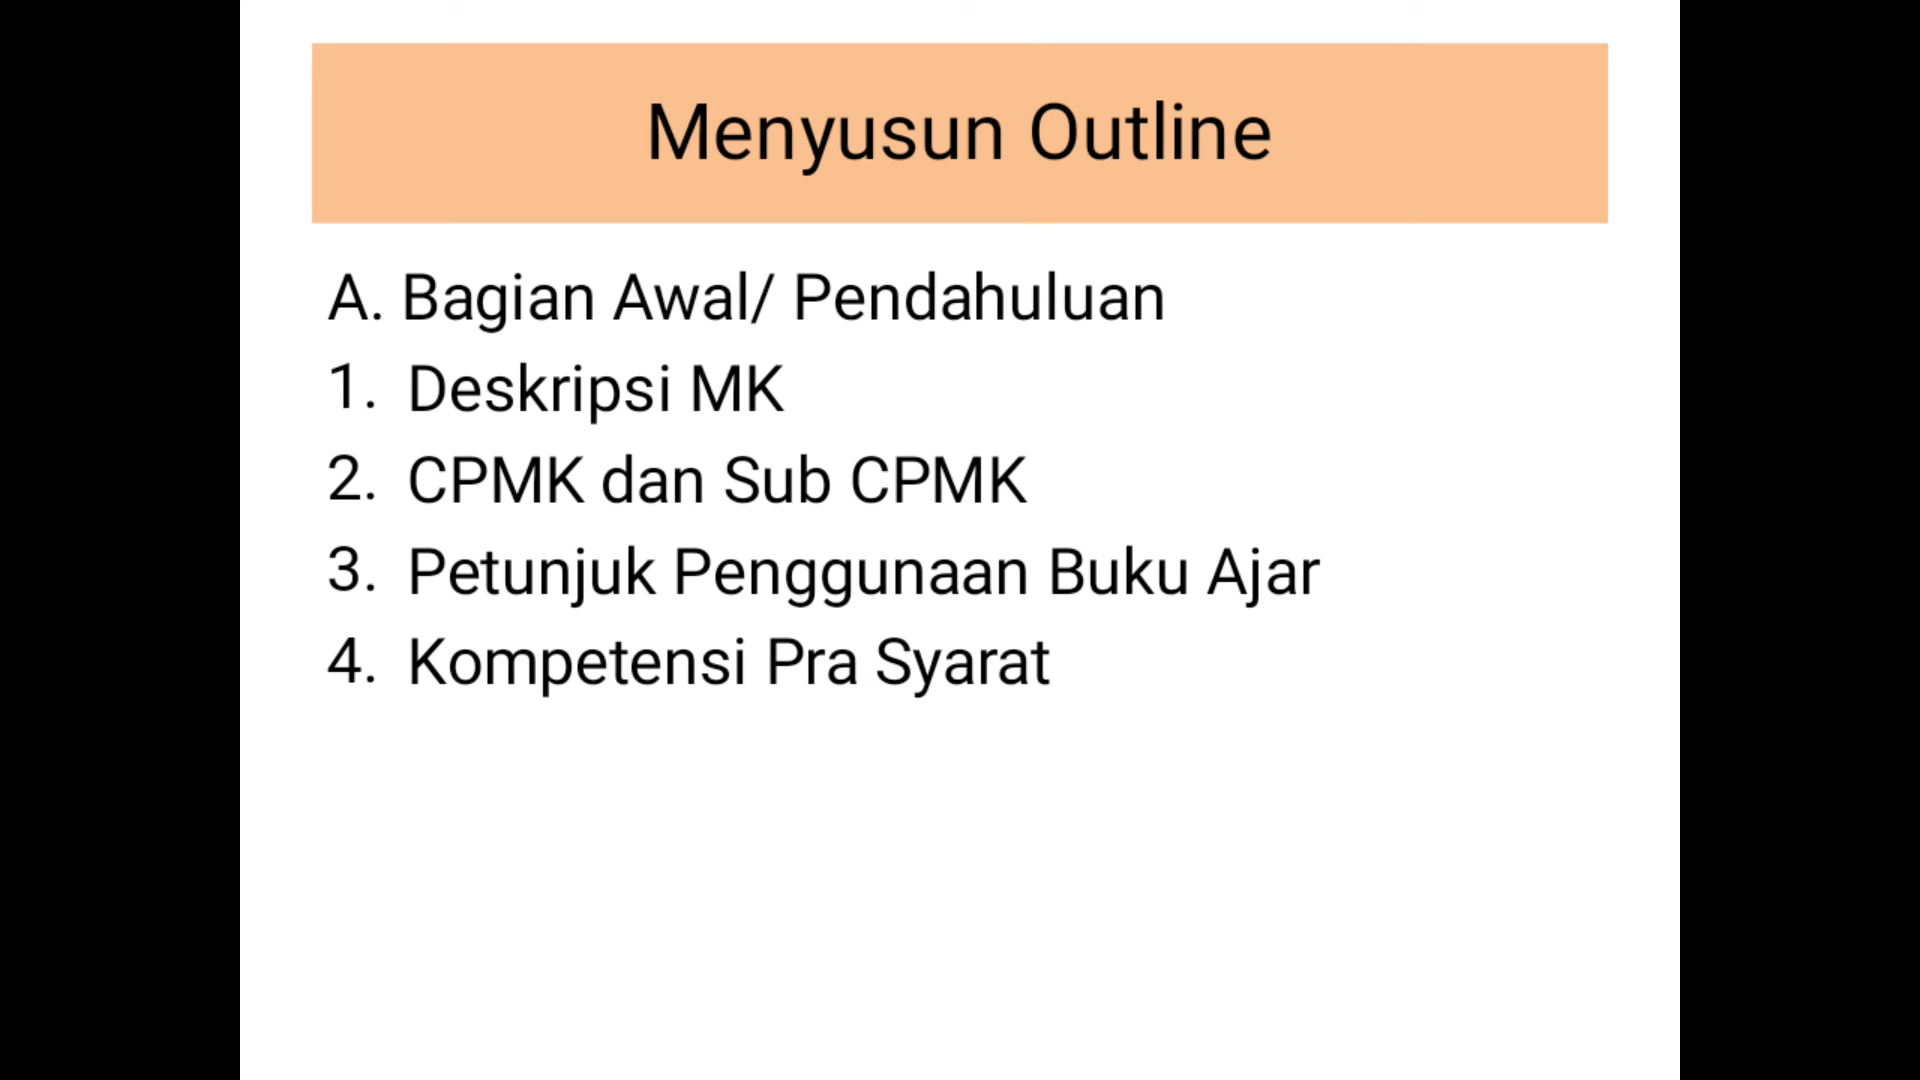 Menyusun Outline
A. Bagian Awal/ Pendahuluan
1. Deskripsi MK
2. CPMK dan Sub CPMK
3. Petunjuk Penggunaan Buku Ajar
4. Kompetensi Pra Syarat